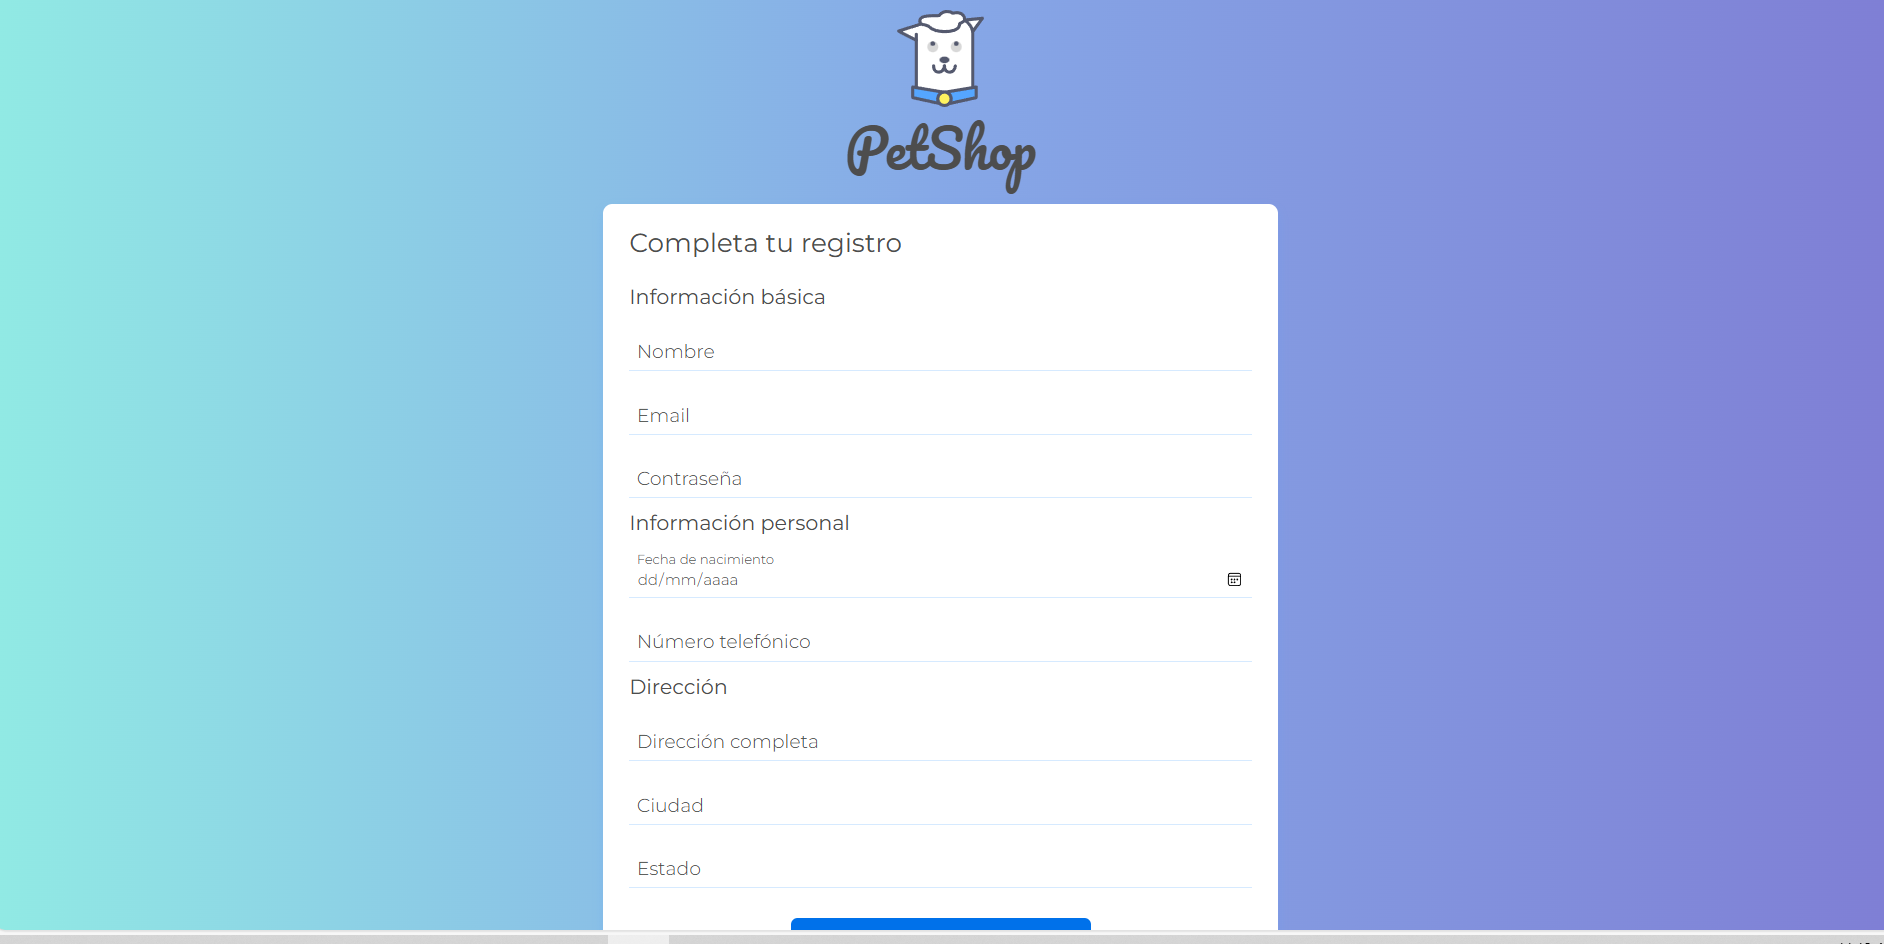 PetShop
Completa tu registro
Información básica
Nombre
Email
Contraseña
Información personal
Fecha de nacimiento
dd/mm/aaaa
Número telefónico
Dirección
Dirección completa
Ciudad
Estado